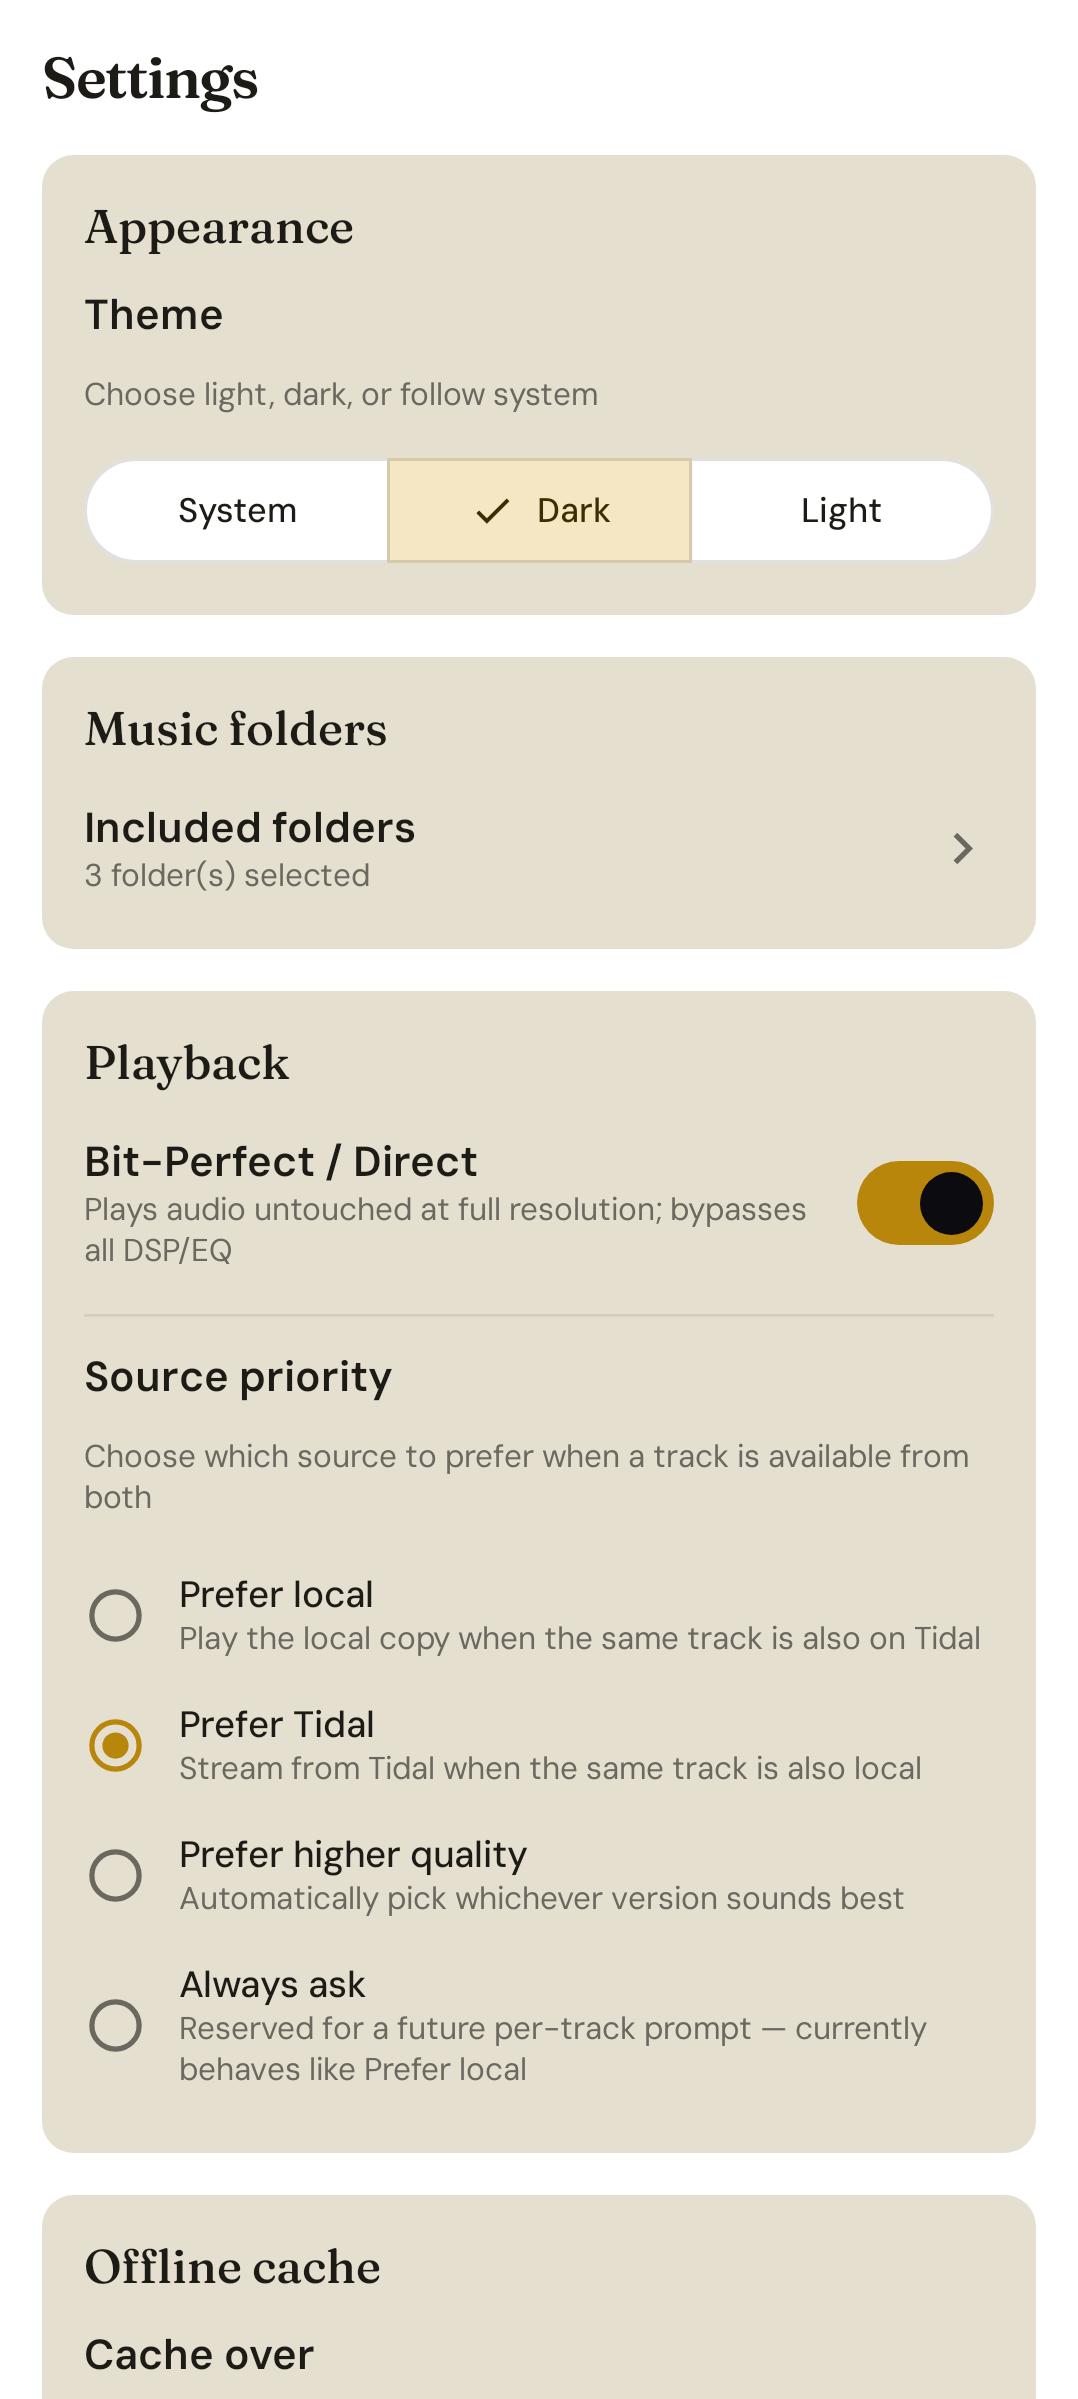 Settings
Appearance
Theme
Choose light, dark, or follow system
System
Dark
Light
Music folders
Included folders
3 folder(s) selected
Playback
Bit-Perfect / Direct
Plays audio untouched at full resolution; bypasses
all DSP/EQ
Source priority
Choose which source to prefer when a track is available from
both
Prefer local
Play the local copy when the same track is also on Tidal
Prefer Tidal
Stream from Tidal when the same track is also local
Prefer higher quality
Automatically pick whichever version sounds best
Always ask
Reserved for a future per-track prompt — currently
behaves like Prefer local
Offline cache
Cache over